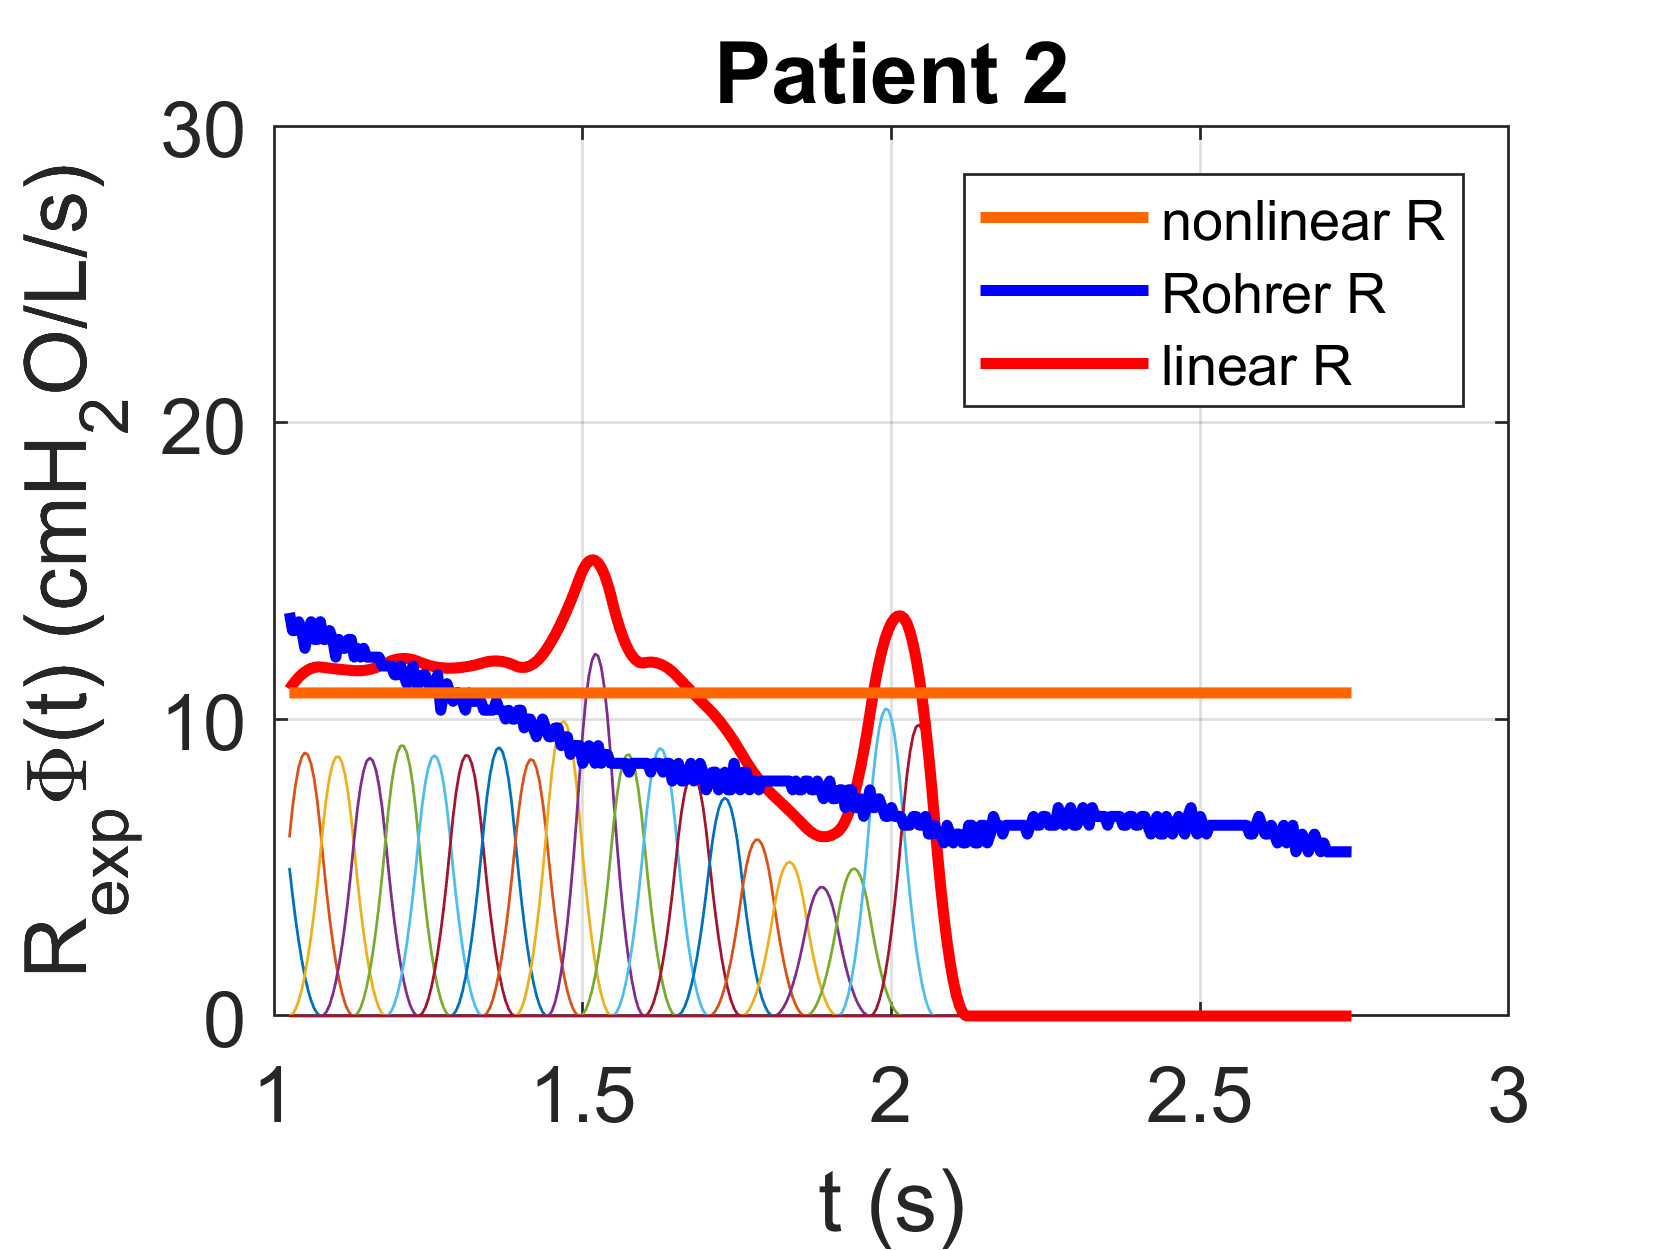 Patient 2
R_exp Φ(t) (cmH_2O/L/s)
30
20
10
0
nonlinear R
Rohrer R
linear R
1 1.5 2 2.5 3
t (s)